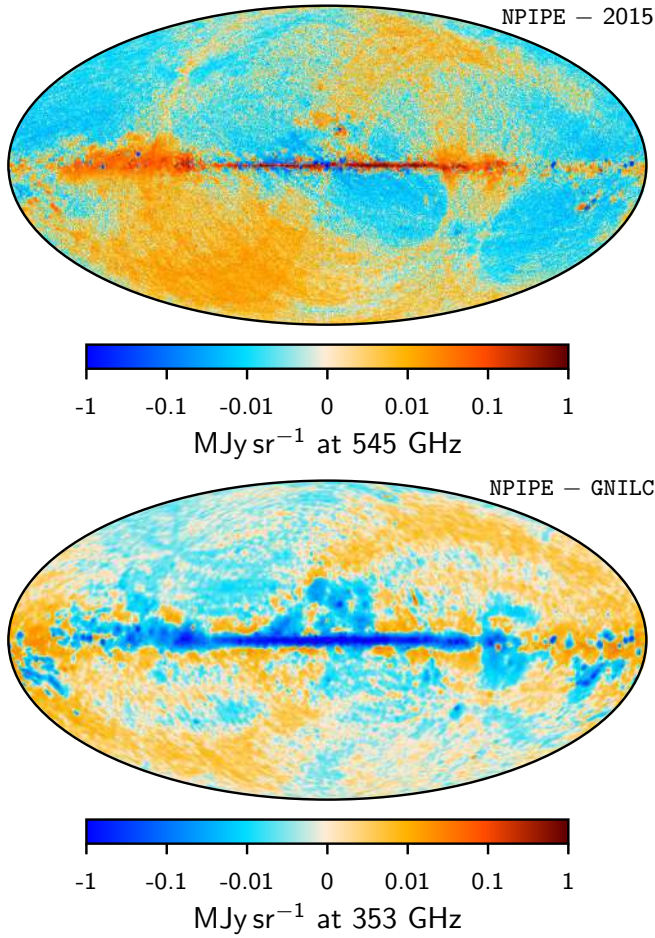 NPIPE − 2015
-1 -0.1 -0.01 0 0.01 0.1 1
MJy sr⁻¹ at 545 GHz
NPIPE − GNILC
-1 -0.1 -0.01 0 0.01 0.1 1
MJy sr⁻¹ at 353 GHz